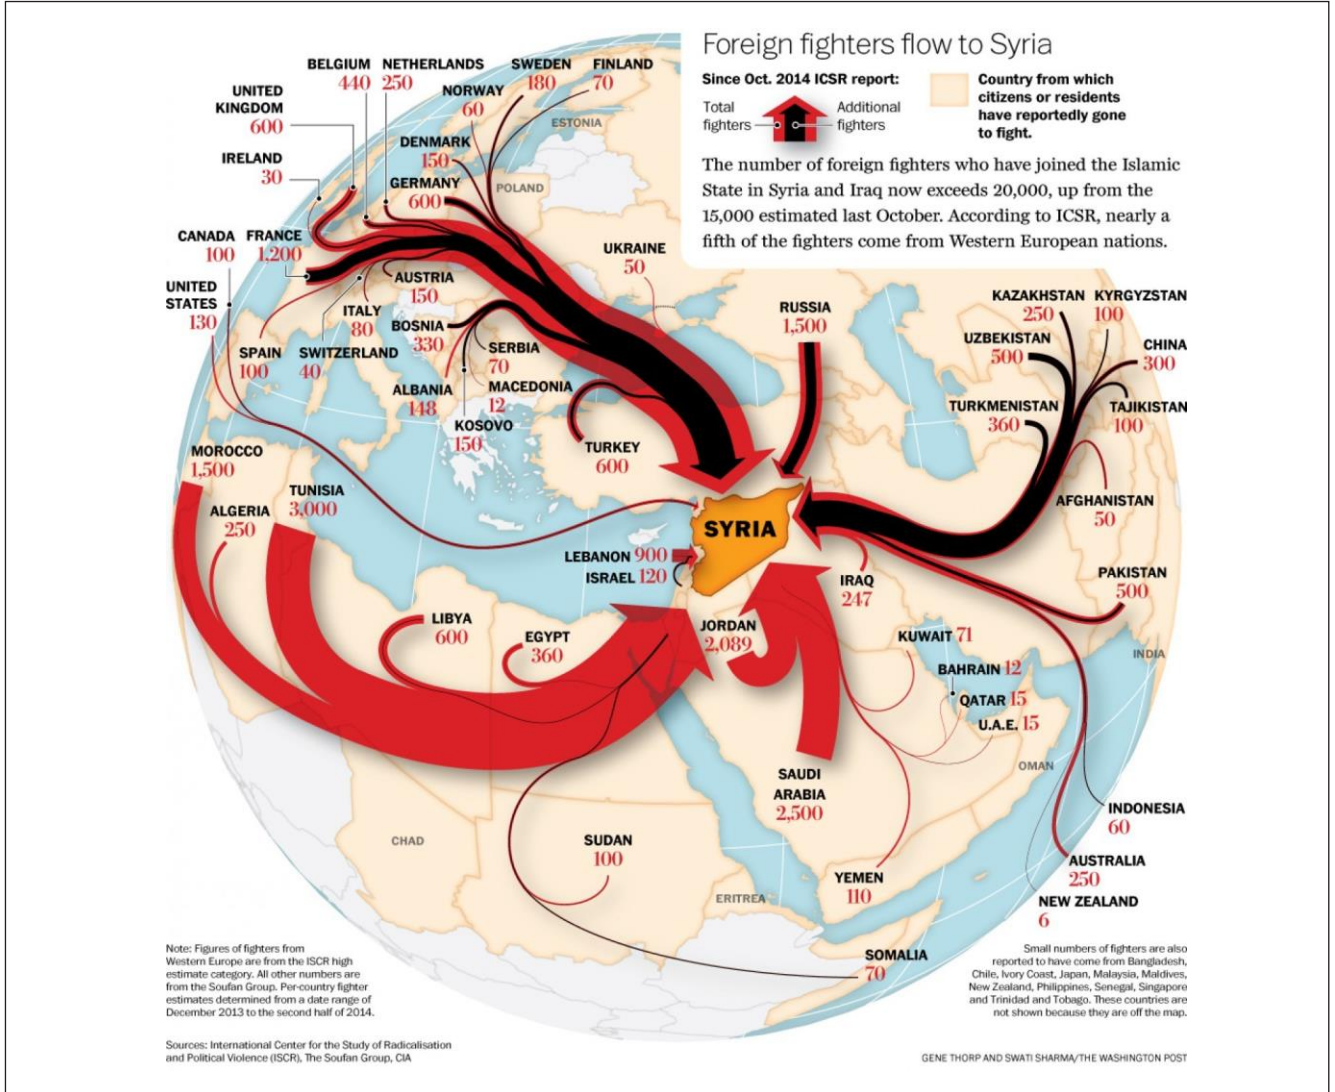 Foreign fighters flow to Syria
Since Oct. 2014 ICSR report:
Total
fighters
Additional
fighters
Country from which
citizens or residents
have reportedly gone
to fight.
The number of foreign fighters who have joined the Islamic
State in Syria and Iraq now exceeds 20,000, up from the
15,000 estimated last October. According to ICSR, nearly a
fifth of the fighters come from Western European nations.
BELGIUM
440
NETHERLANDS
250
SWEDEN
180
FINLAND
70
NORWAY
60
UNITED
KINGDOM
600
ESTONIA
DENMARK
150
IRELAND
30
GERMANY
600
POLAND
CANADA
100
FRANCE
1,200
UKRAINE
50
AUSTRIA
150
UNITED
STATES
130
ITALY
80
BOSNIA
330
SPAIN
100
SWITZERLAND
40
SERBIA
70
ALBANIA
148
MACEDONIA
12
KOSOVO
150
TURKEY
600
RUSSIA
1,500
KAZAKHSTAN
250
KYRGYZSTAN
100
UZBEKISTAN
500
CHINA
300
TURKMENISTAN
360
TAJIKISTAN
100
AFGHANISTAN
50
MOROCCO
1,500
TUNISIA
3,000
ALGERIA
250
SYRIA
LEBANON 900
ISRAEL 120
IRAQ
247
PAKISTAN
500
LIBYA
600
EGYPT
360
JORDAN
2,089
KUWAIT 71
INDIA
BAHRAIN 12
QATAR 15
U.A.E. 15
OMAN
SAUDI
ARABIA
2,500
INDONESIA
60
CHAD
SUDAN
100
AUSTRALIA
250
YEMEN
110
ERITREA
NEW ZEALAND
6
SOMALIA
70
Note: Figures of fighters from
Western Europe are from the ISCR high
estimate category. All other numbers are
from the Soufan Group. Per-country fighter
estimates determined from a date range of
December 2013 to the second half of 2014.
Small numbers of fighters are also
reported to have come from Bangladesh,
Chile, Ivory Coast, Japan, Malaysia, Maldives,
New Zealand, Philippines, Senegal, Singapore
and Trinidad and Tobago. These countries are
not shown because they are off the map.
Sources: International Center for the Study of Radicalisation
and Political Violence (ISCR), The Soufan Group, CIA
GENE THORP AND SWATI SHARMA/THE WASHINGTON POST